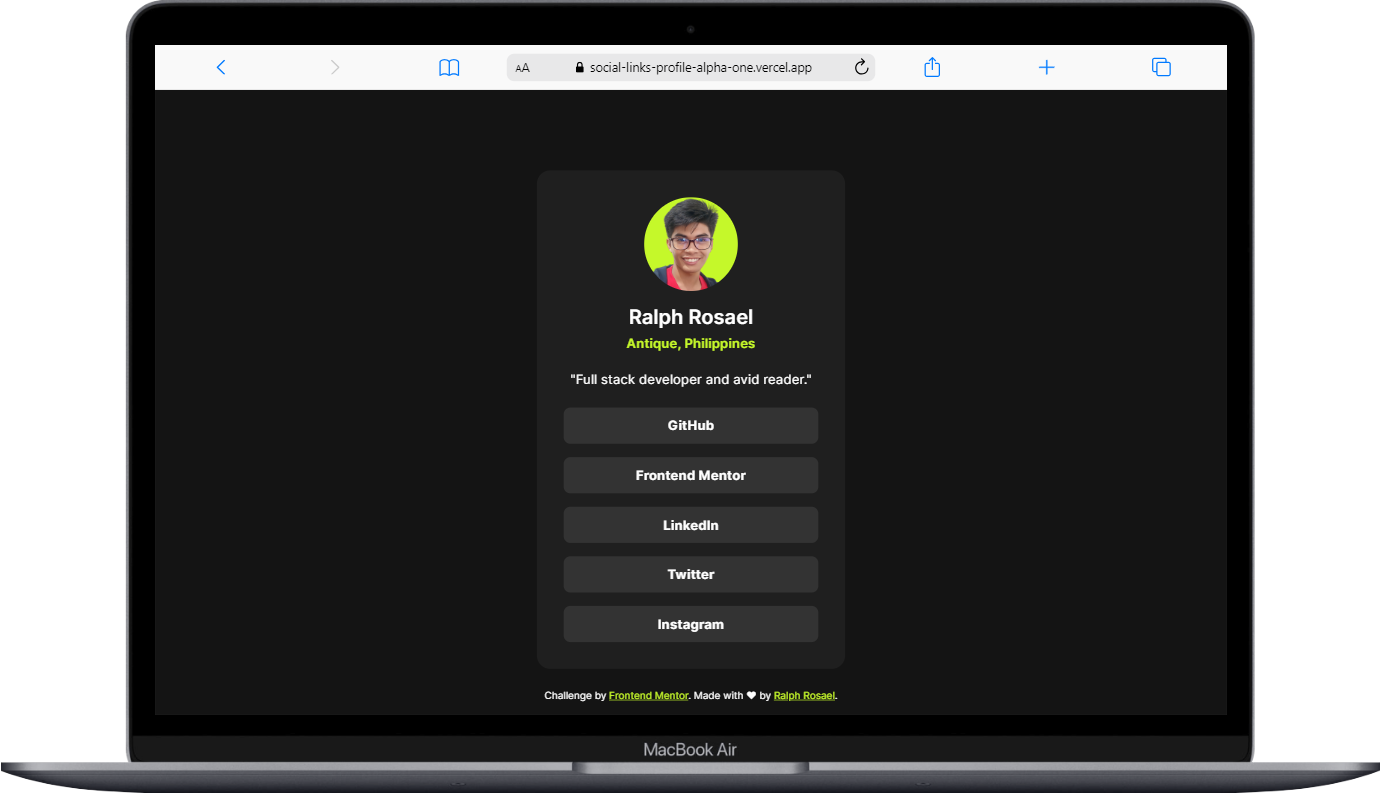 AA social-links-profile-alpha-one.vercel.app
Ralph Rosael
Antique, Philippines
"Full stack developer and avid reader."
GitHub
Frontend Mentor
LinkedIn
Twitter
Instagram
Challenge by Frontend Mentor. Made with ❤ by Ralph Rosael.
MacBook Air